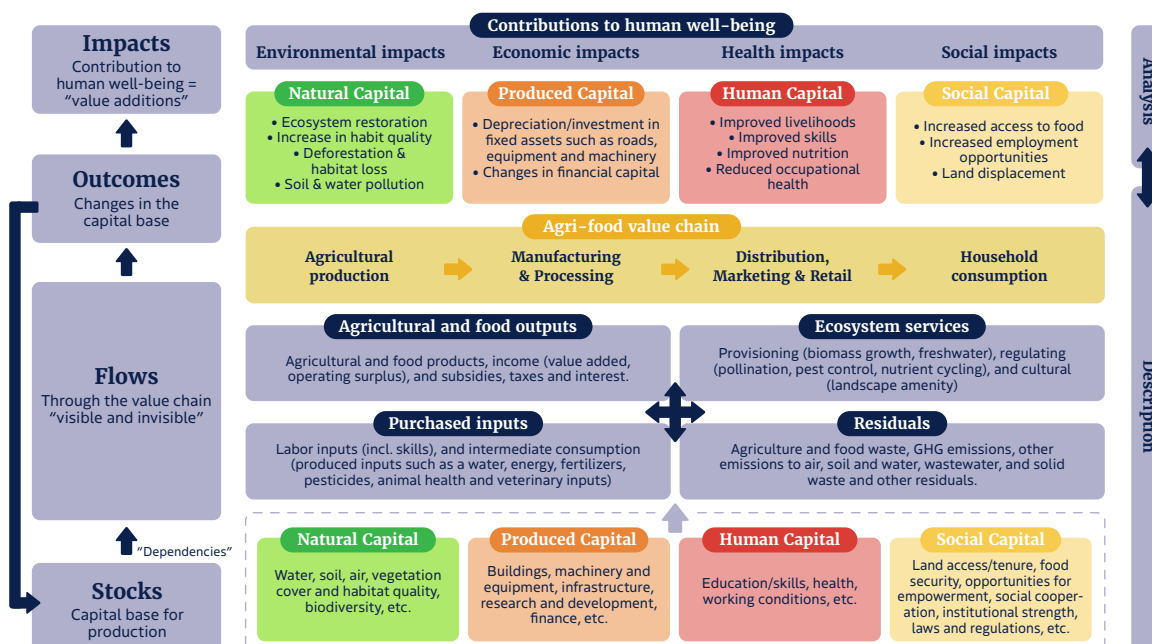 Impacts
Contribution to
human well-being =
“value additions”
Outcomes
Changes in the
capital base
Flows
Through the value chain
“visible and invisible”
“Dependencies”
Stocks
Capital base for
production
Contributions to human well-being
Environmental impacts
Economic impacts
Health impacts
Social impacts
Natural Capital
• Ecosystem restoration
• Increase in habit quality
• Deforestation &
habitat loss
• Soil & water pollution
Produced Capital
• Depreciation/investment in
fixed assets such as roads,
equipment and machinery
• Changes in financial capital
Human Capital
• Improved livelihoods
• Improved skills
• Improved nutrition
• Reduced occupational
health
Social Capital
• Increased access to food
• Increased employment
opportunities
• Land displacement
Agri-food value chain
Agricultural
production
Manufacturing
& Processing
Distribution,
Marketing & Retail
Household
consumption
Agricultural and food outputs
Agricultural and food products, income (value added,
operating surplus), and subsidies, taxes and interest.
Ecosystem services
Provisioning (biomass growth, freshwater), regulating
(pollination, pest control, nutrient cycling), and cultural
(landscape amenity)
Purchased inputs
Labor inputs (incl. skills), and intermediate consumption
(produced inputs such as a water, energy, fertilizers,
pesticides, animal health and veterinary inputs)
Residuals
Agriculture and food waste, GHG emissions, other
emissions to air, soil and water, wastewater, and solid
waste and other residuals.
Natural Capital
Water, soil, air, vegetation
cover and habitat quality,
biodiversity, etc.
Produced Capital
Buildings, machinery and
equipment, infrastructure,
research and development,
finance, etc.
Human Capital
Education/skills, health,
working conditions, etc.
Social Capital
Land access/tenure, food
security, opportunities for
empowerment, social cooper-
ation, institutional strength,
laws and regulations, etc.
Analysis
Description